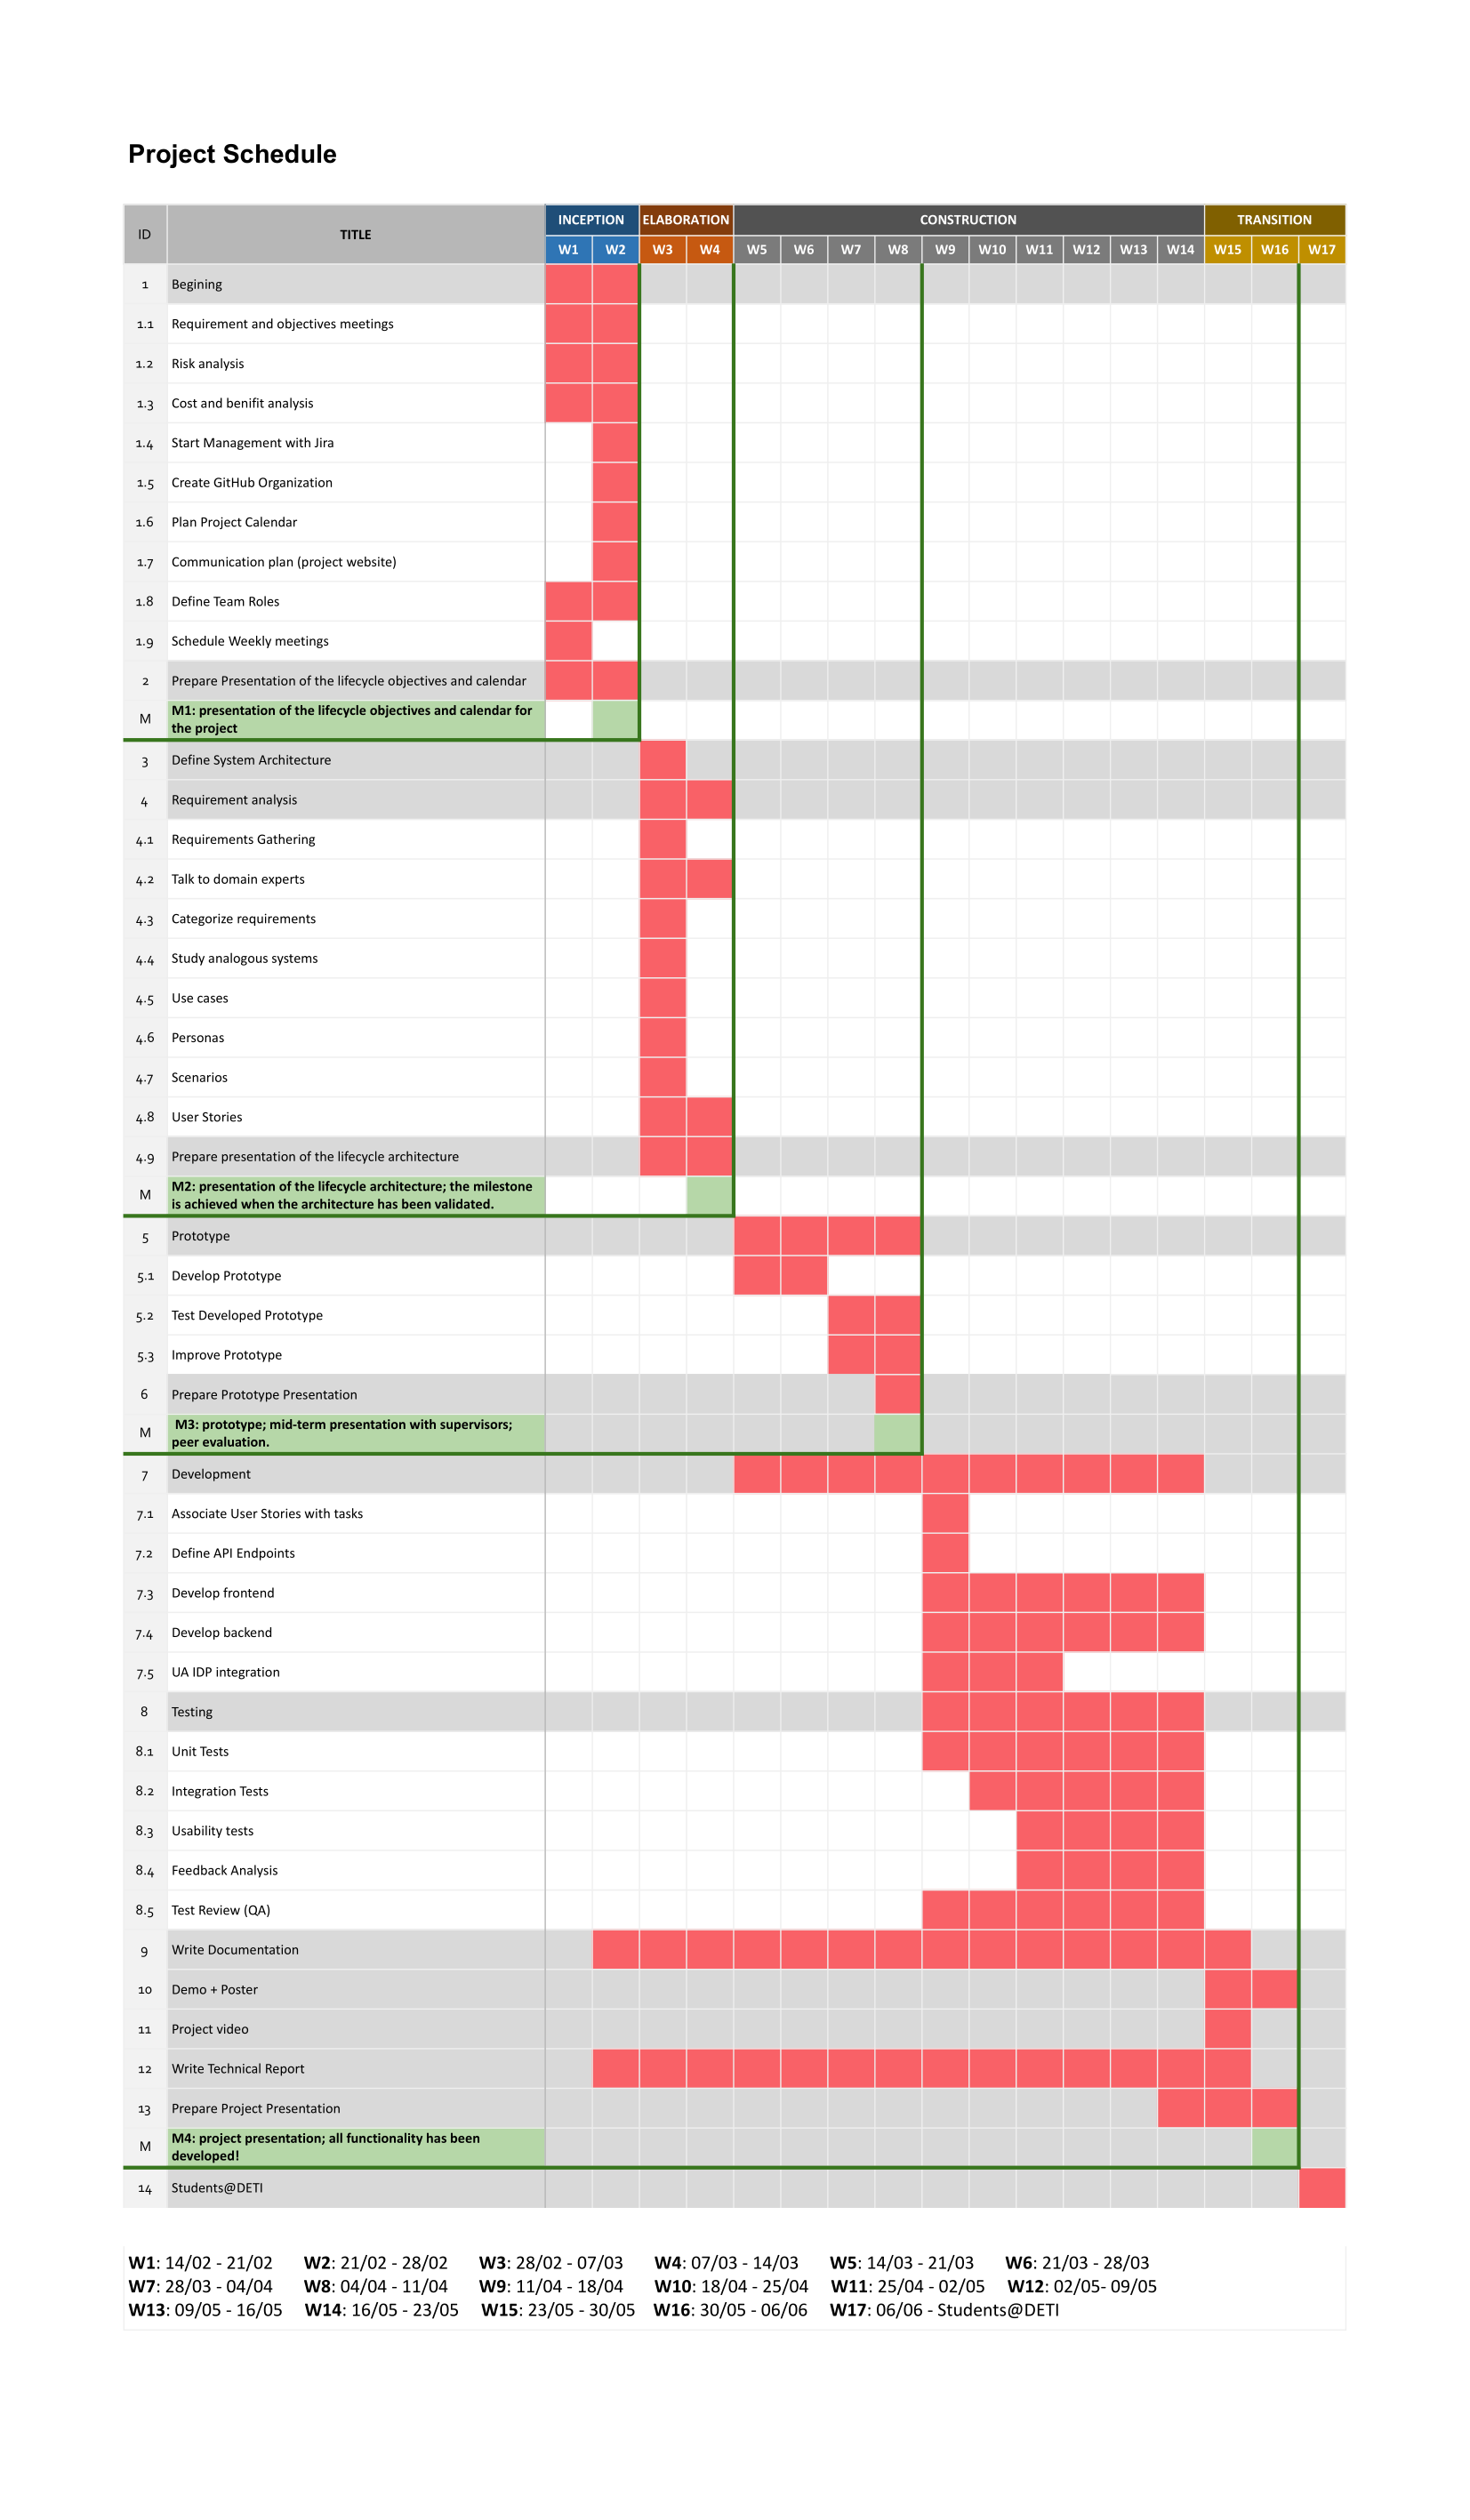 Project Schedule
ID TITLE INCEPTION ELABORATION CONSTRUCTION TRANSITION
W1 W2 W3 W4 W5 W6 W7 W8 W9 W10 W11 W12 W13 W14 W15 W16 W17
1 Begining
1.1 Requirement and objectives meetings
1.2 Risk analysis
1.3 Cost and benifit analysis
1.4 Start Management with Jira
1.5 Create GitHub Organization
1.6 Plan Project Calendar
1.7 Communication plan (project website)
1.8 Define Team Roles
1.9 Schedule Weekly meetings
2 Prepare Presentation of the lifecycle objectives and calendar
M M1: presentation of the lifecycle objectives and calendar for
the project
3 Define System Architecture
4 Requirement analysis
4.1 Requirements Gathering
4.2 Talk to domain experts
4.3 Categorize requirements
4.4 Study analogous systems
4.5 Use cases
4.6 Personas
4.7 Scenarios
4.8 User Stories
4.9 Prepare presentation of the lifecycle architecture
M M2: presentation of the lifecycle architecture; the milestone
is achieved when the architecture has been validated.
5 Prototype
5.1 Develop Prototype
5.2 Test Developed Prototype
5.3 Improve Prototype
6 Prepare Prototype Presentation
M M3: prototype; mid-term presentation with supervisors;
peer evaluation.
7 Development
7.1 Associate User Stories with tasks
7.2 Define API Endpoints
7.3 Develop frontend
7.4 Develop backend
7.5 UA IDP integration
8 Testing
8.1 Unit Tests
8.2 Integration Tests
8.3 Usability tests
8.4 Feedback Analysis
8.5 Test Review (QA)
9 Write Documentation
10 Demo + Poster
11 Project video
12 Write Technical Report
13 Prepare Project Presentation
M M4: project presentation; all functionality has been
developed!
14 Students@DETI
W1: 14/02 - 21/02 W2: 21/02 - 28/02 W3: 28/02 - 07/03 W4: 07/03 - 14/03 W5: 14/03 - 21/03 W6: 21/03 - 28/03
W7: 28/03 - 04/04 W8: 04/04 - 11/04 W9: 11/04 - 18/04 W10: 18/04 - 25/04 W11: 25/04 - 02/05 W12: 02/05- 09/05
W13: 09/05 - 16/05 W14: 16/05 - 23/05 W15: 23/05 - 30/05 W16: 30/05 - 06/06 W17: 06/06 - Students@DETI